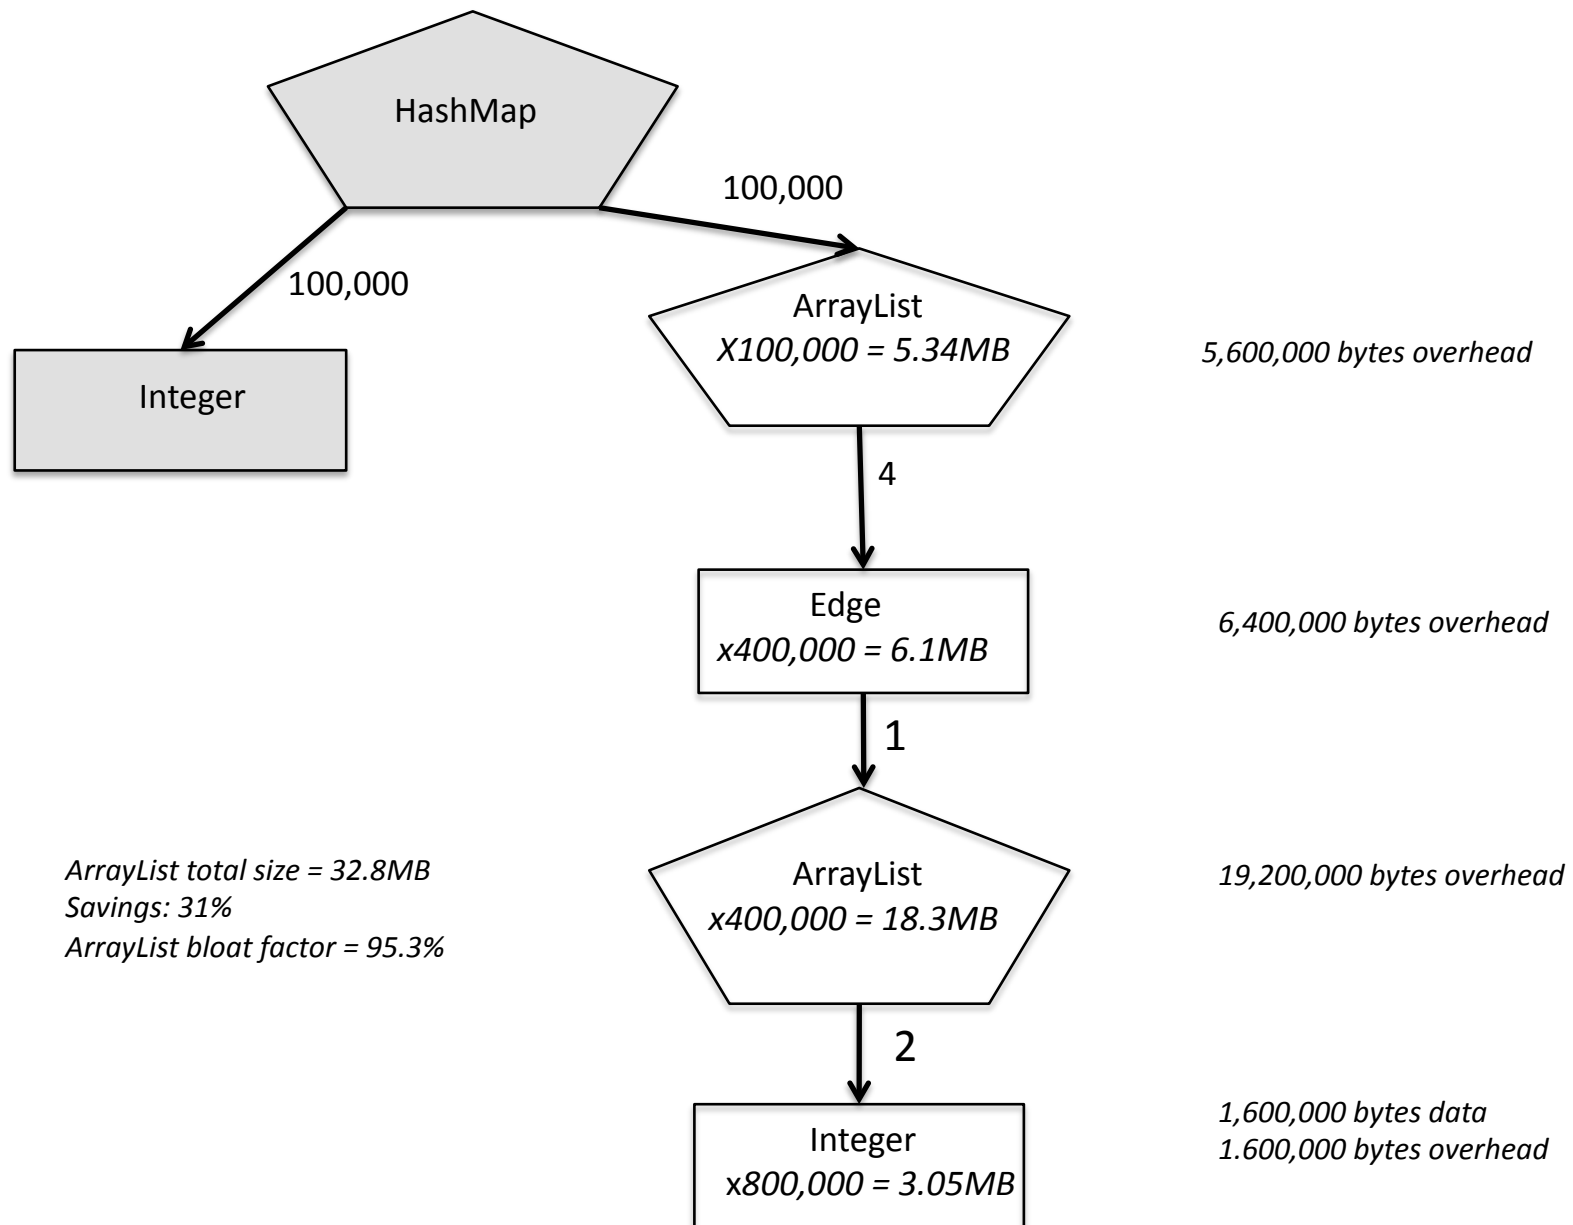 HashMap
100,000
100,000
ArrayList
X100,000 = 5.34MB
5,600,000 bytes overhead
Integer
4
Edge
x400,000 = 6.1MB
6,400,000 bytes overhead
1
ArrayList total size = 32.8MB
Savings: 31%
ArrayList bloat factor = 95.3%
ArrayList
x400,000 = 18.3MB
19,200,000 bytes overhead
2
Integer
x800,000 = 3.05MB
1,600,000 bytes data
1.600,000 bytes overhead